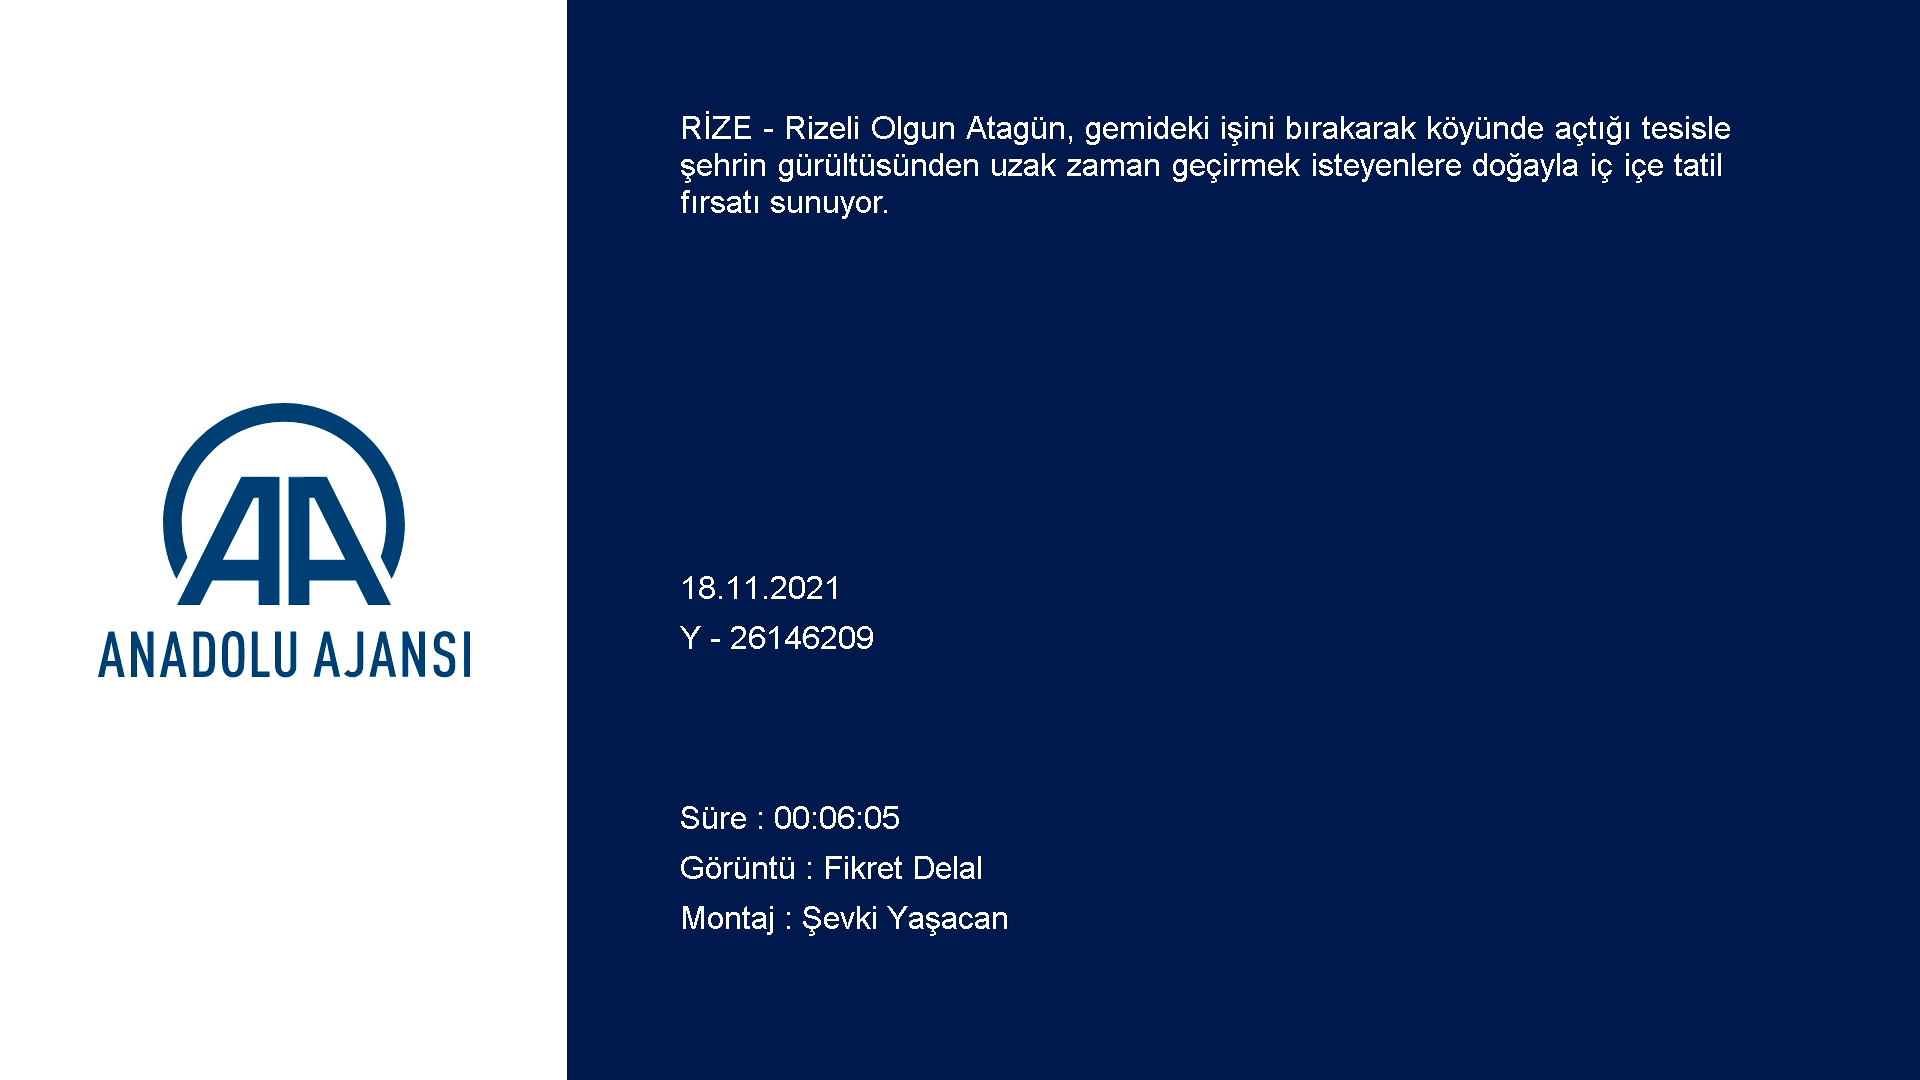 RİZE - Rizeli Olgun Atagün, gemideki işini bırakarak köyünde açtığı tesisle
şehrin gürültüsünden uzak zaman geçirmek isteyenlere doğayla iç içe tatil
fırsatı sunuyor.
AA
ANADOLU AJANSI
18.11.2021
Y - 26146209
Süre : 00:06:05
Görüntü : Fikret Delal
Montaj : Şevki Yaşacan